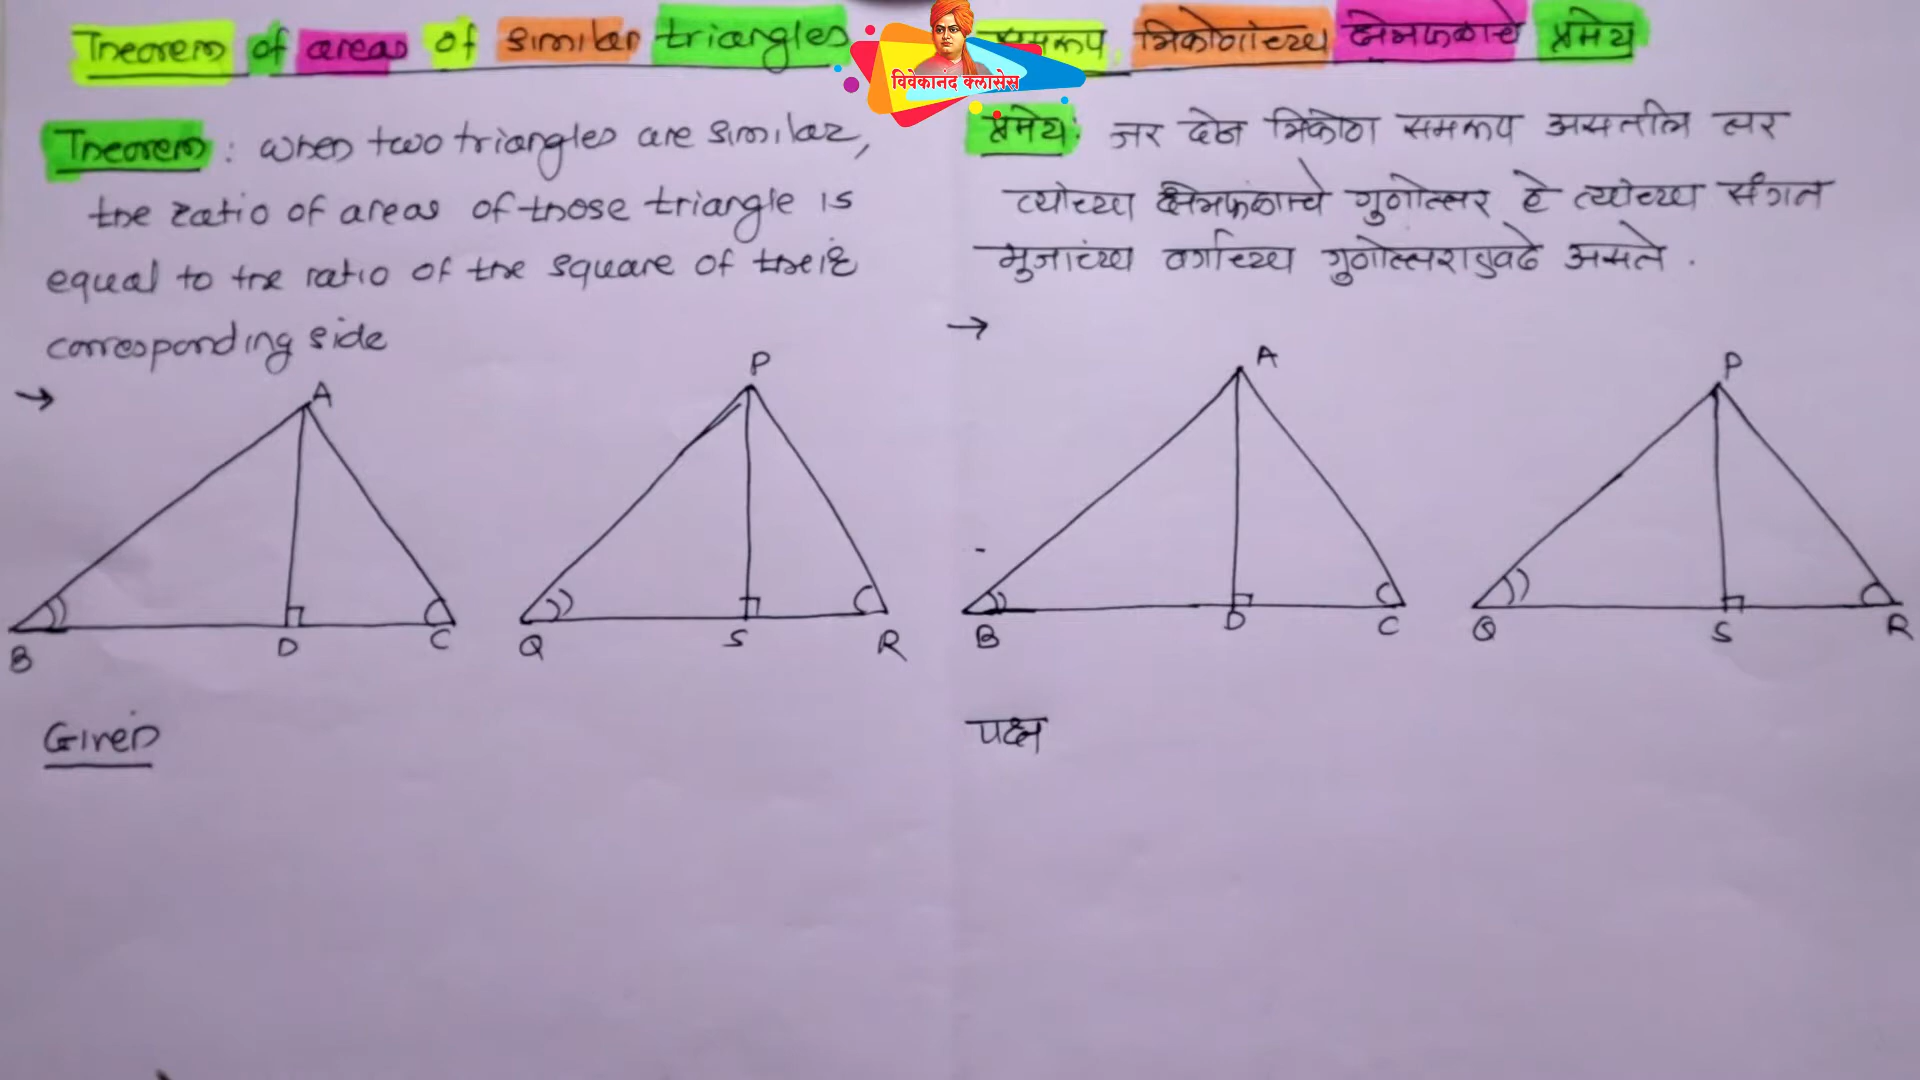 Theorem of areas of similar triangles
समरूप त्रिकोणांच्या क्षेत्रफळाचे प्रमेय
विवेकानंद क्लासेस
Theorem : When two triangles are similar,
the ratio of areas of those triangle is
equal to the ratio of the square of their
corresponding side
→
A
B
D
C
P
Q
S
R
Given
प्रमेय : जर दोन त्रिकोण समरूप असतील तर
त्यांच्या क्षेत्रफळांचे गुणोत्तर हे त्यांच्या संगत
भुजांच्या वर्गाच्या गुणोत्तराएवढे असते .
→
A
B
D
C
P
Q
S
R
पक्ष